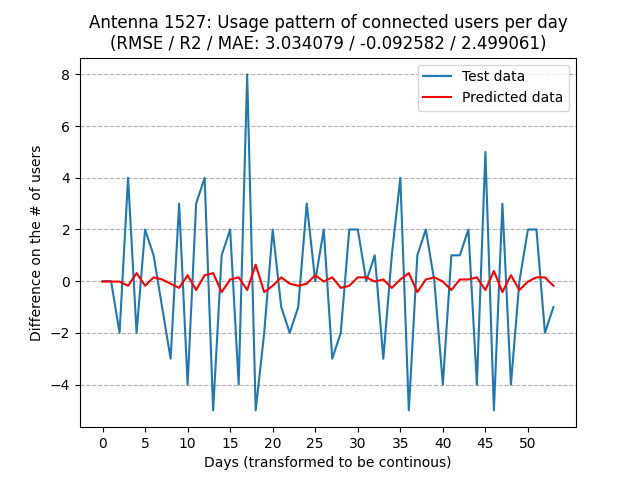 Antenna 1527: Usage pattern of connected users per day
(RMSE / R2 / MAE: 3.034079 / -0.092582 / 2.499061)
Test data
Predicted data
Difference on the # of users
8
6
4
2
0
−2
−4
0 5 10 15 20 25 30 35 40 45 50
Days (transformed to be continous)